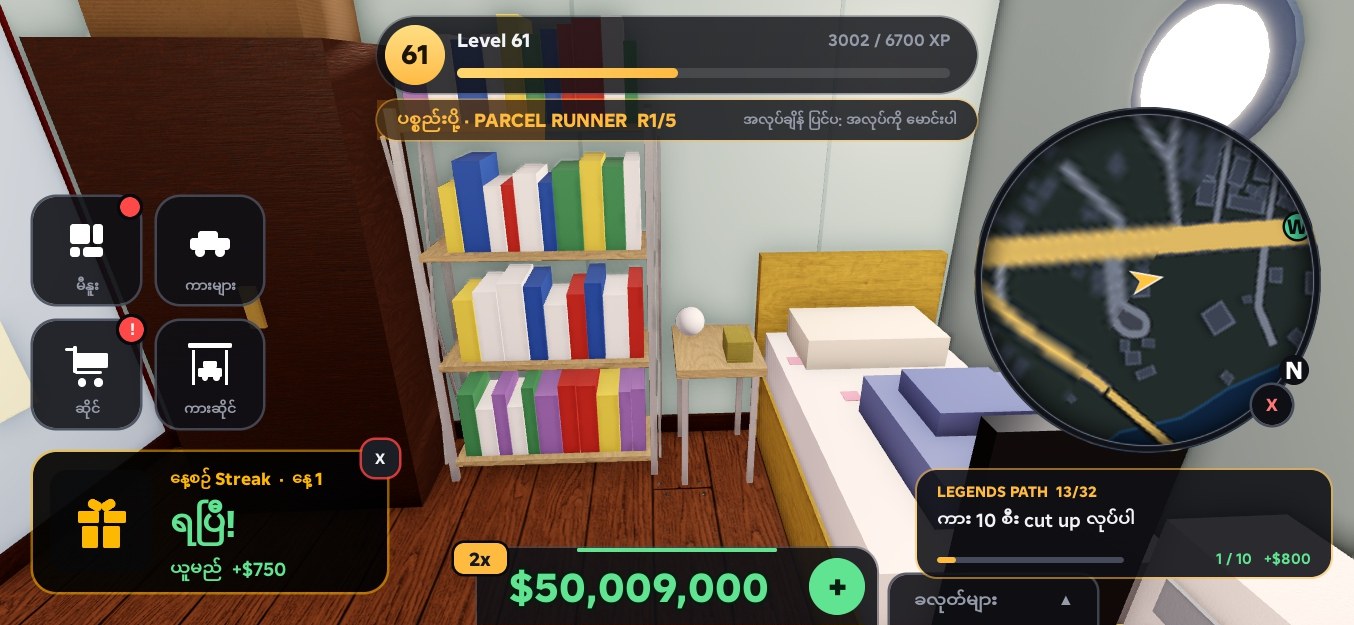 61
Level 61
3002 / 6700 XP
ပစ္စည်းပို့ · PARCEL RUNNER R1/5
အလုပ်ချိန် ပြင်ပ: အလုပ်ကို မောင်းပါ
မီနူး
ကားများ
!
ဆိုင်
ကားဆိုင်
W
N
X
X
နေ့စဉ် Streak · နေ့ 1
ရပြီ!
ယူမည် +$750
2x
$50,009,000
+
LEGENDS PATH 13/32
ကား 10 စီး cut up လုပ်ပါ
1 / 10 +$800
ခလုတ်များ ▲